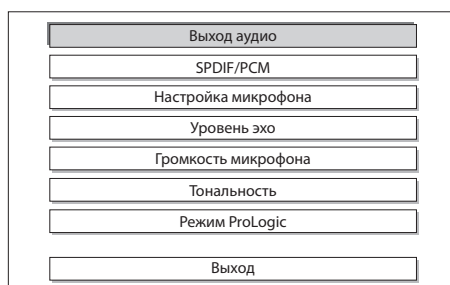 Выход аудио
SPDIF/PCM
Настройка микрофона
Уровень эхо
Громкость микрофона
Тональность
Режим ProLogic
Выход